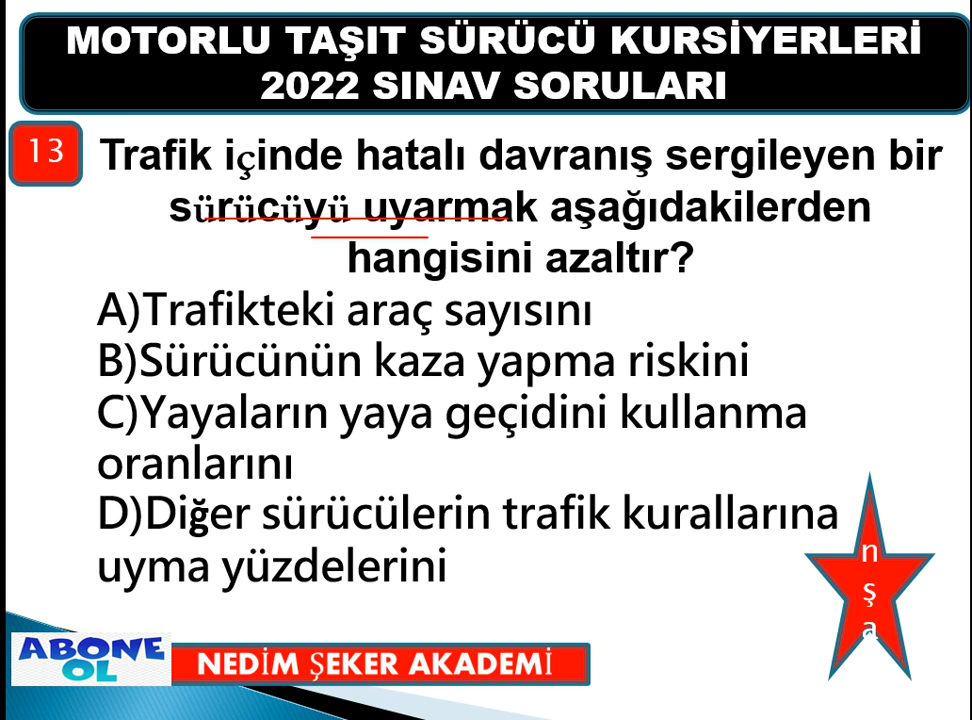 MOTORLU TAŞIT SÜRÜCÜ KURSİYERLERİ
2022 SINAV SORULARI
13
Trafik içinde hatalı davranış sergileyen bir
sürücüyü uyarmak aşağıdakilerden
hangisini azaltır?
A)Trafikteki araç sayısını
B)Sürücünün kaza yapma riskini
C)Yayaların yaya geçidini kullanma
oranlarını
D)Diğer sürücülerin trafik kurallarına
uyma yüzdelerini
n
ş
a
ABONE
OL
NEDİM ŞEKER AKADEMİ